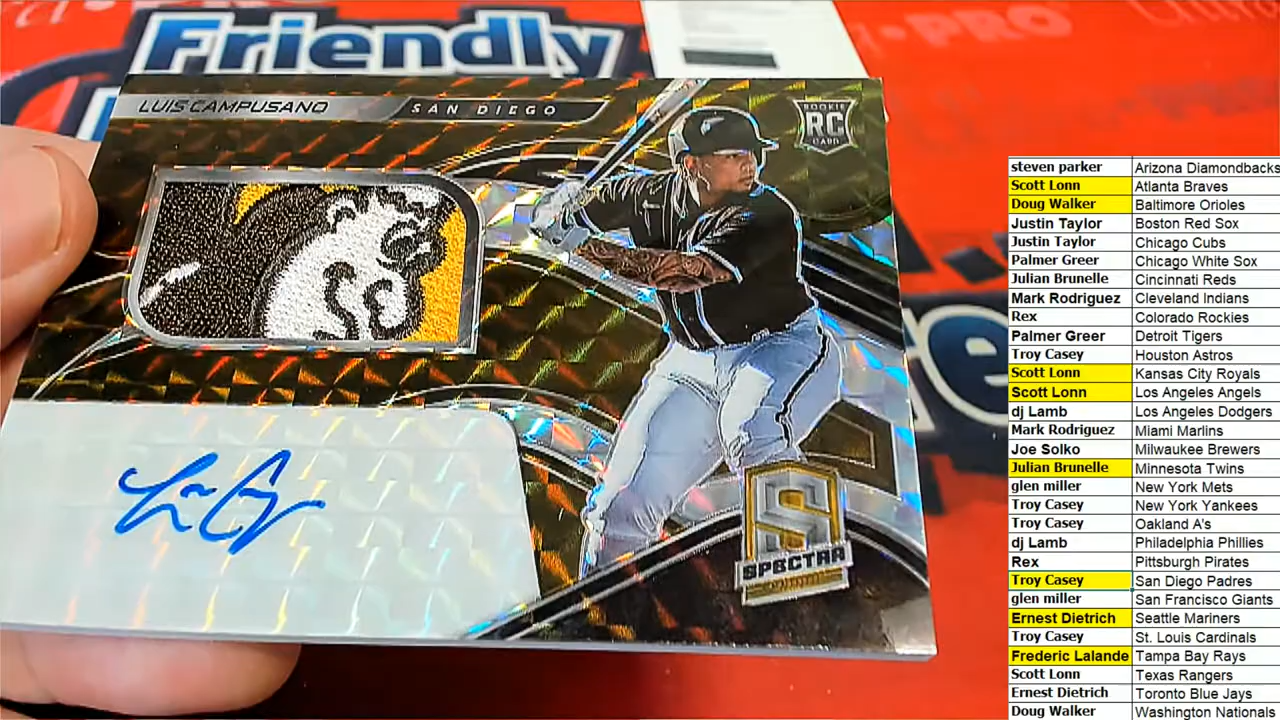 Friendly
PRO
LUIS CAMPUSANO
SAN DIEGO
ROOKIE
RC
CARD
S
SPECTRA
steven parker Arizona Diamondbacks
Scott Lonn Atlanta Braves
Doug Walker Baltimore Orioles
Justin Taylor Boston Red Sox
Justin Taylor Chicago Cubs
Palmer Greer Chicago White Sox
Julian Brunelle Cincinnati Reds
Mark Rodriguez Cleveland Indians
Rex Colorado Rockies
Palmer Greer Detroit Tigers
Troy Casey Houston Astros
Scott Lonn Kansas City Royals
Scott Lonn Los Angeles Angels
dj Lamb Los Angeles Dodgers
Mark Rodriguez Miami Marlins
Joe Solko Milwaukee Brewers
Julian Brunelle Minnesota Twins
glen miller New York Mets
Troy Casey New York Yankees
Troy Casey Oakland A's
dj Lamb Philadelphia Phillies
Rex Pittsburgh Pirates
Troy Casey San Diego Padres
glen miller San Francisco Giants
Ernest Dietrich Seattle Mariners
Troy Casey St. Louis Cardinals
Frederic Lalande Tampa Bay Rays
Scott Lonn Texas Rangers
Ernest Dietrich Toronto Blue Jays
Doug Walker Washington Nationals